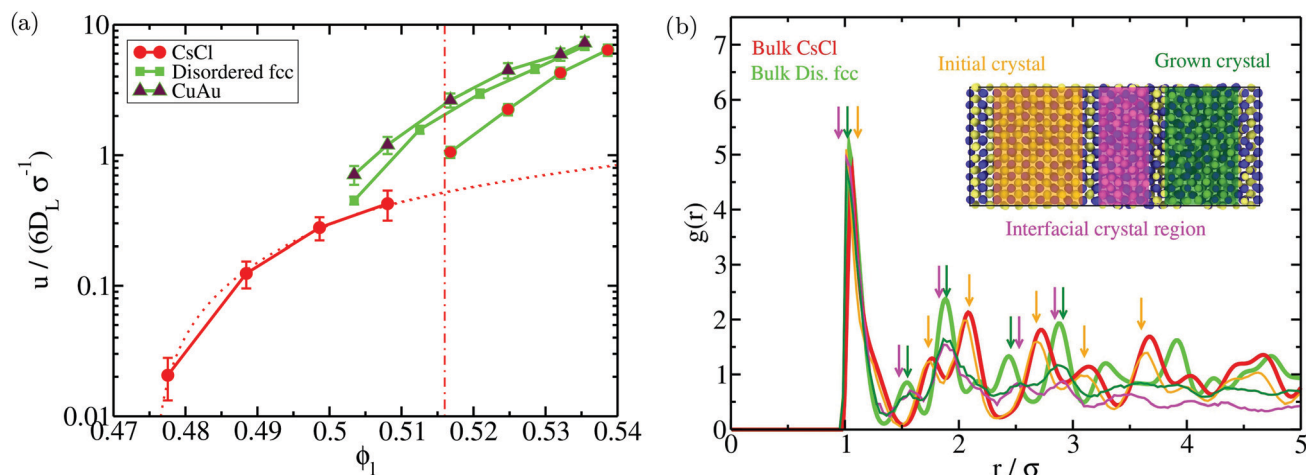 (a)
10
1
0.1
0.01
u / (6D_L σ^-1)
CsCl
Disordered fcc
CuAu
0.47 0.48 0.49 0.5 0.51 0.52 0.53 0.54
ϕ_l
(b)
7
6
5
4
3
2
1
0
g(r)
Bulk CsCl
Bulk Dis. fcc
Initial crystal
Grown crystal
Interfacial crystal region
0 1 2 3 4 5
r / σ